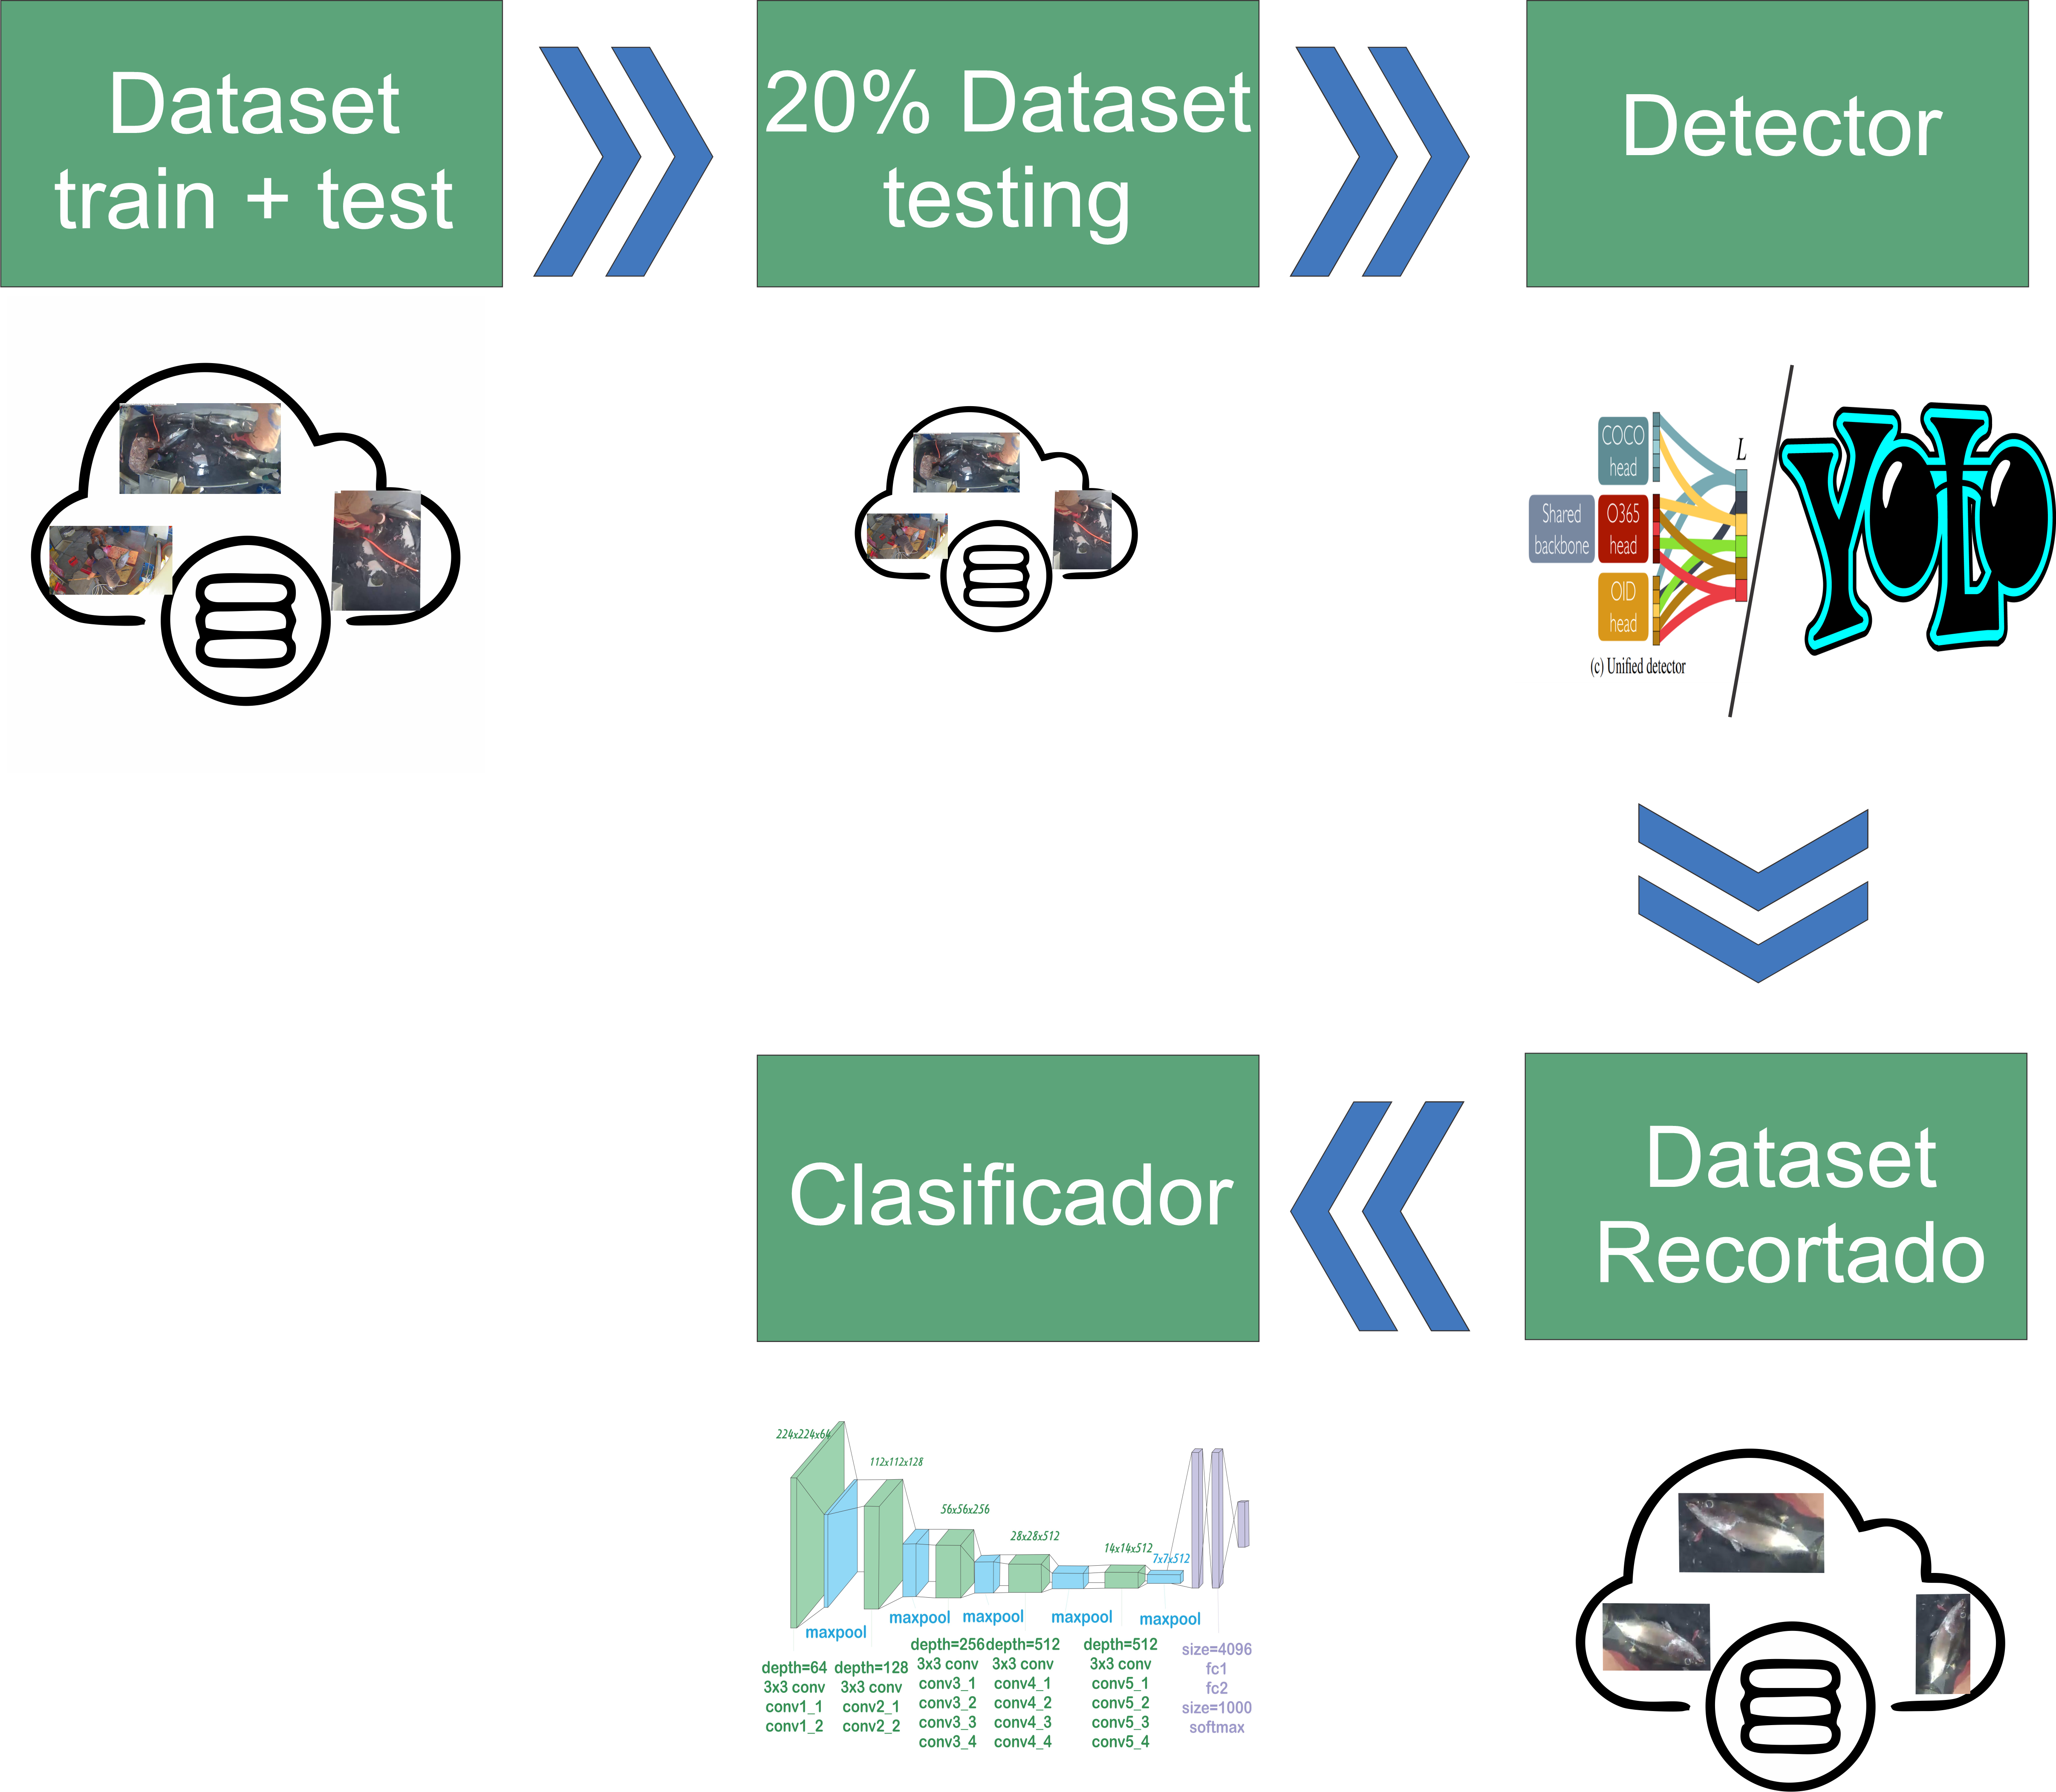 Dataset
train + test
20% Dataset
testing
Detector
COCO
head
Shared
backbone
O365
head
OID
head
L
(c) Unified detector
YOLO
Clasificador
Dataset
Recortado
224x224x64
112x112x128
56x56x256
28x28x512
14x14x512
7x7x512
maxpool
maxpool
maxpool
maxpool
maxpool
depth=64
3x3 conv
conv1_1
conv1_2
depth=128
3x3 conv
conv2_1
conv2_2
depth=256
3x3 conv
conv3_1
conv3_2
conv3_3
conv3_4
depth=512
3x3 conv
conv4_1
conv4_2
conv4_3
conv4_4
depth=512
3x3 conv
conv5_1
conv5_2
conv5_3
conv5_4
size=4096
fc1
fc2
size=1000
softmax